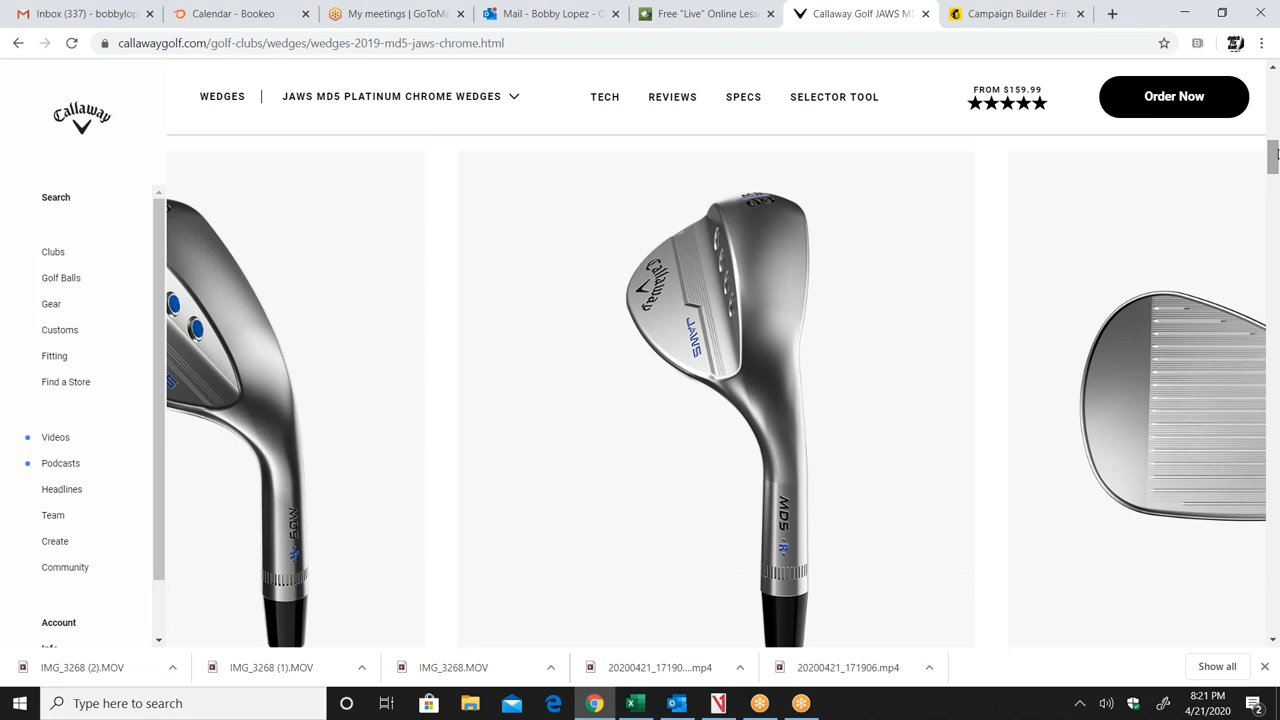 Inbox - bobbylop
Calendar - Bookeo
My meetings | GoToMe
Mail - Bobby Lopez - C
Free "Live" Online Less
Callaway Golf JAWS MD
Campaign Builder - Fin
callawaygolf.com/golf-clubs/wedges/wedges-2019-md5-jaws-chrome.html
Callaway
WEDGES
JAWS MD5 PLATINUM CHROME WEDGES
TECH
REVIEWS
SPECS
SELECTOR TOOL
FROM $159.99
Order Now
Search
Clubs
Golf Balls
Gear
Customs
Fitting
Find a Store
Videos
Podcasts
Headlines
Team
Create
Community
Account
Callaway
JAWS
MD5
MD5
IMG_3268 (2).MOV
IMG_3268 (1).MOV
IMG_3268.MOV
20200421_17190....mp4
20200421_171906.mp4
Show all
Type here to search
8:21 PM
4/21/2020
2